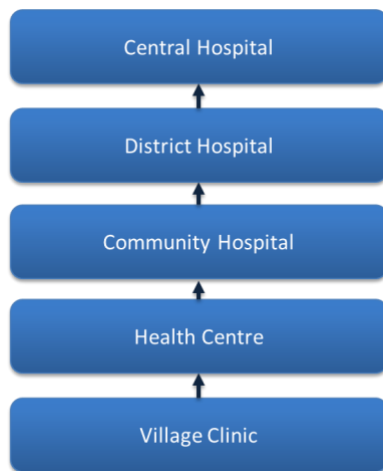 Central Hospital
District Hospital
Community Hospital
Health Centre
Village Clinic